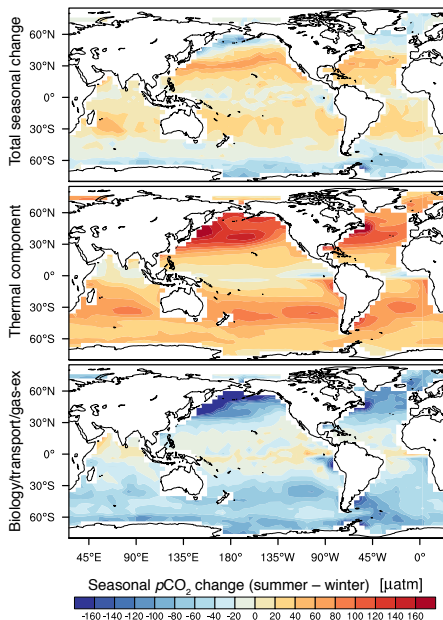 Total seasonal change
60°N
30°N
0°
30°S
60°S
Thermal component
60°N
30°N
0°
30°S
60°S
Biology/transport/gas-ex
60°N
30°N
0°
30°S
60°S
45°E 90°E 135°E 180° 135°W 90°W 45°W 0°
Seasonal pCO₂ change (summer – winter) [µatm]
-160 -140 -120 -100 -80 -60 -40 -20 0 20 40 60 80 100 120 140 160